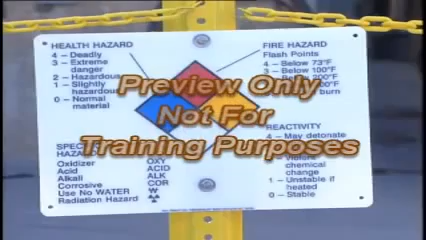 HEALTH HAZARD
4 - Deadly
3 - Extreme
danger
2 - Hazardous
1 - Slightly
hazardous
0 - Normal
material
FIRE HAZARD
Flash Points
4 - Below 73°F
3 - Below 100°F
200°F
burn
Preview Only
Not For
Training Purposes
REACTIVITY
4 - May detonate
chemical
change
1 - Unstable if
heated
0 - Stable
HAZARD
Oxidizer OXY
Acid ACID
Alkali ALK
Corrosive COR
Use No WATER W
Radiation Hazard